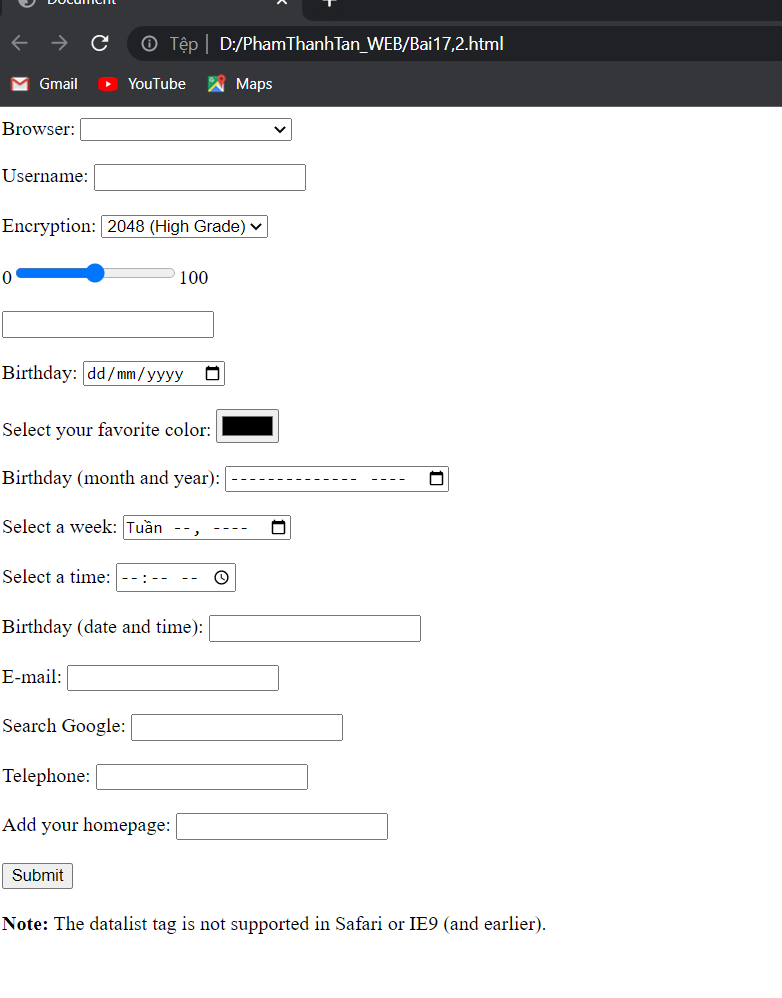 Document
Tệp D:/PhamThanhTan_WEB/Bai17,2.html
Gmail YouTube Maps
Browser:
Username:
Encryption: 2048 (High Grade)
0 100
Birthday: dd/mm/yyyy
Select your favorite color:
Birthday (month and year): -------------- ----
Select a week: Tuần --, ----
Select a time: --:-- --
Birthday (date and time):
E-mail:
Search Google:
Telephone:
Add your homepage:
Submit
Note: The datalist tag is not supported in Safari or IE9 (and earlier).